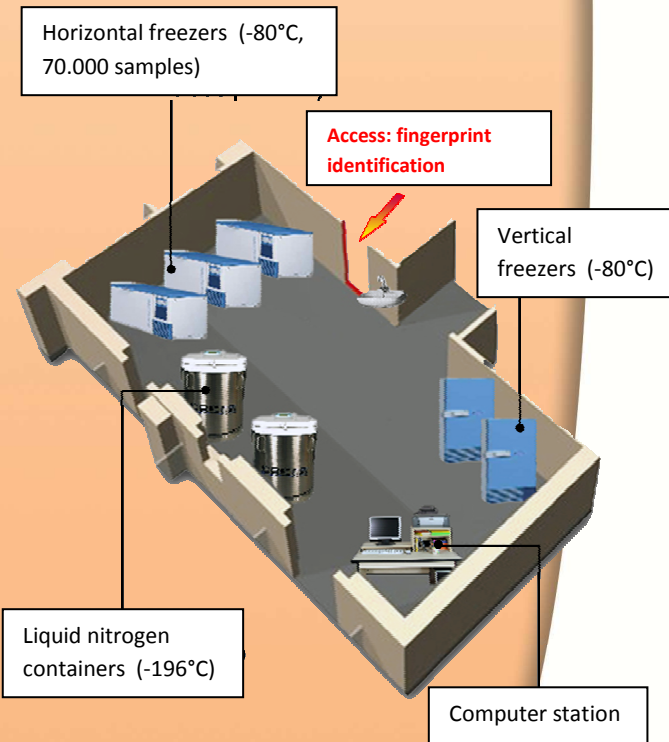 Horizontal freezers (-80°C,
70.000 samples)
Access: fingerprint
identification
Vertical
freezers (-80°C)
Liquid nitrogen
containers (-196°C)
Computer station